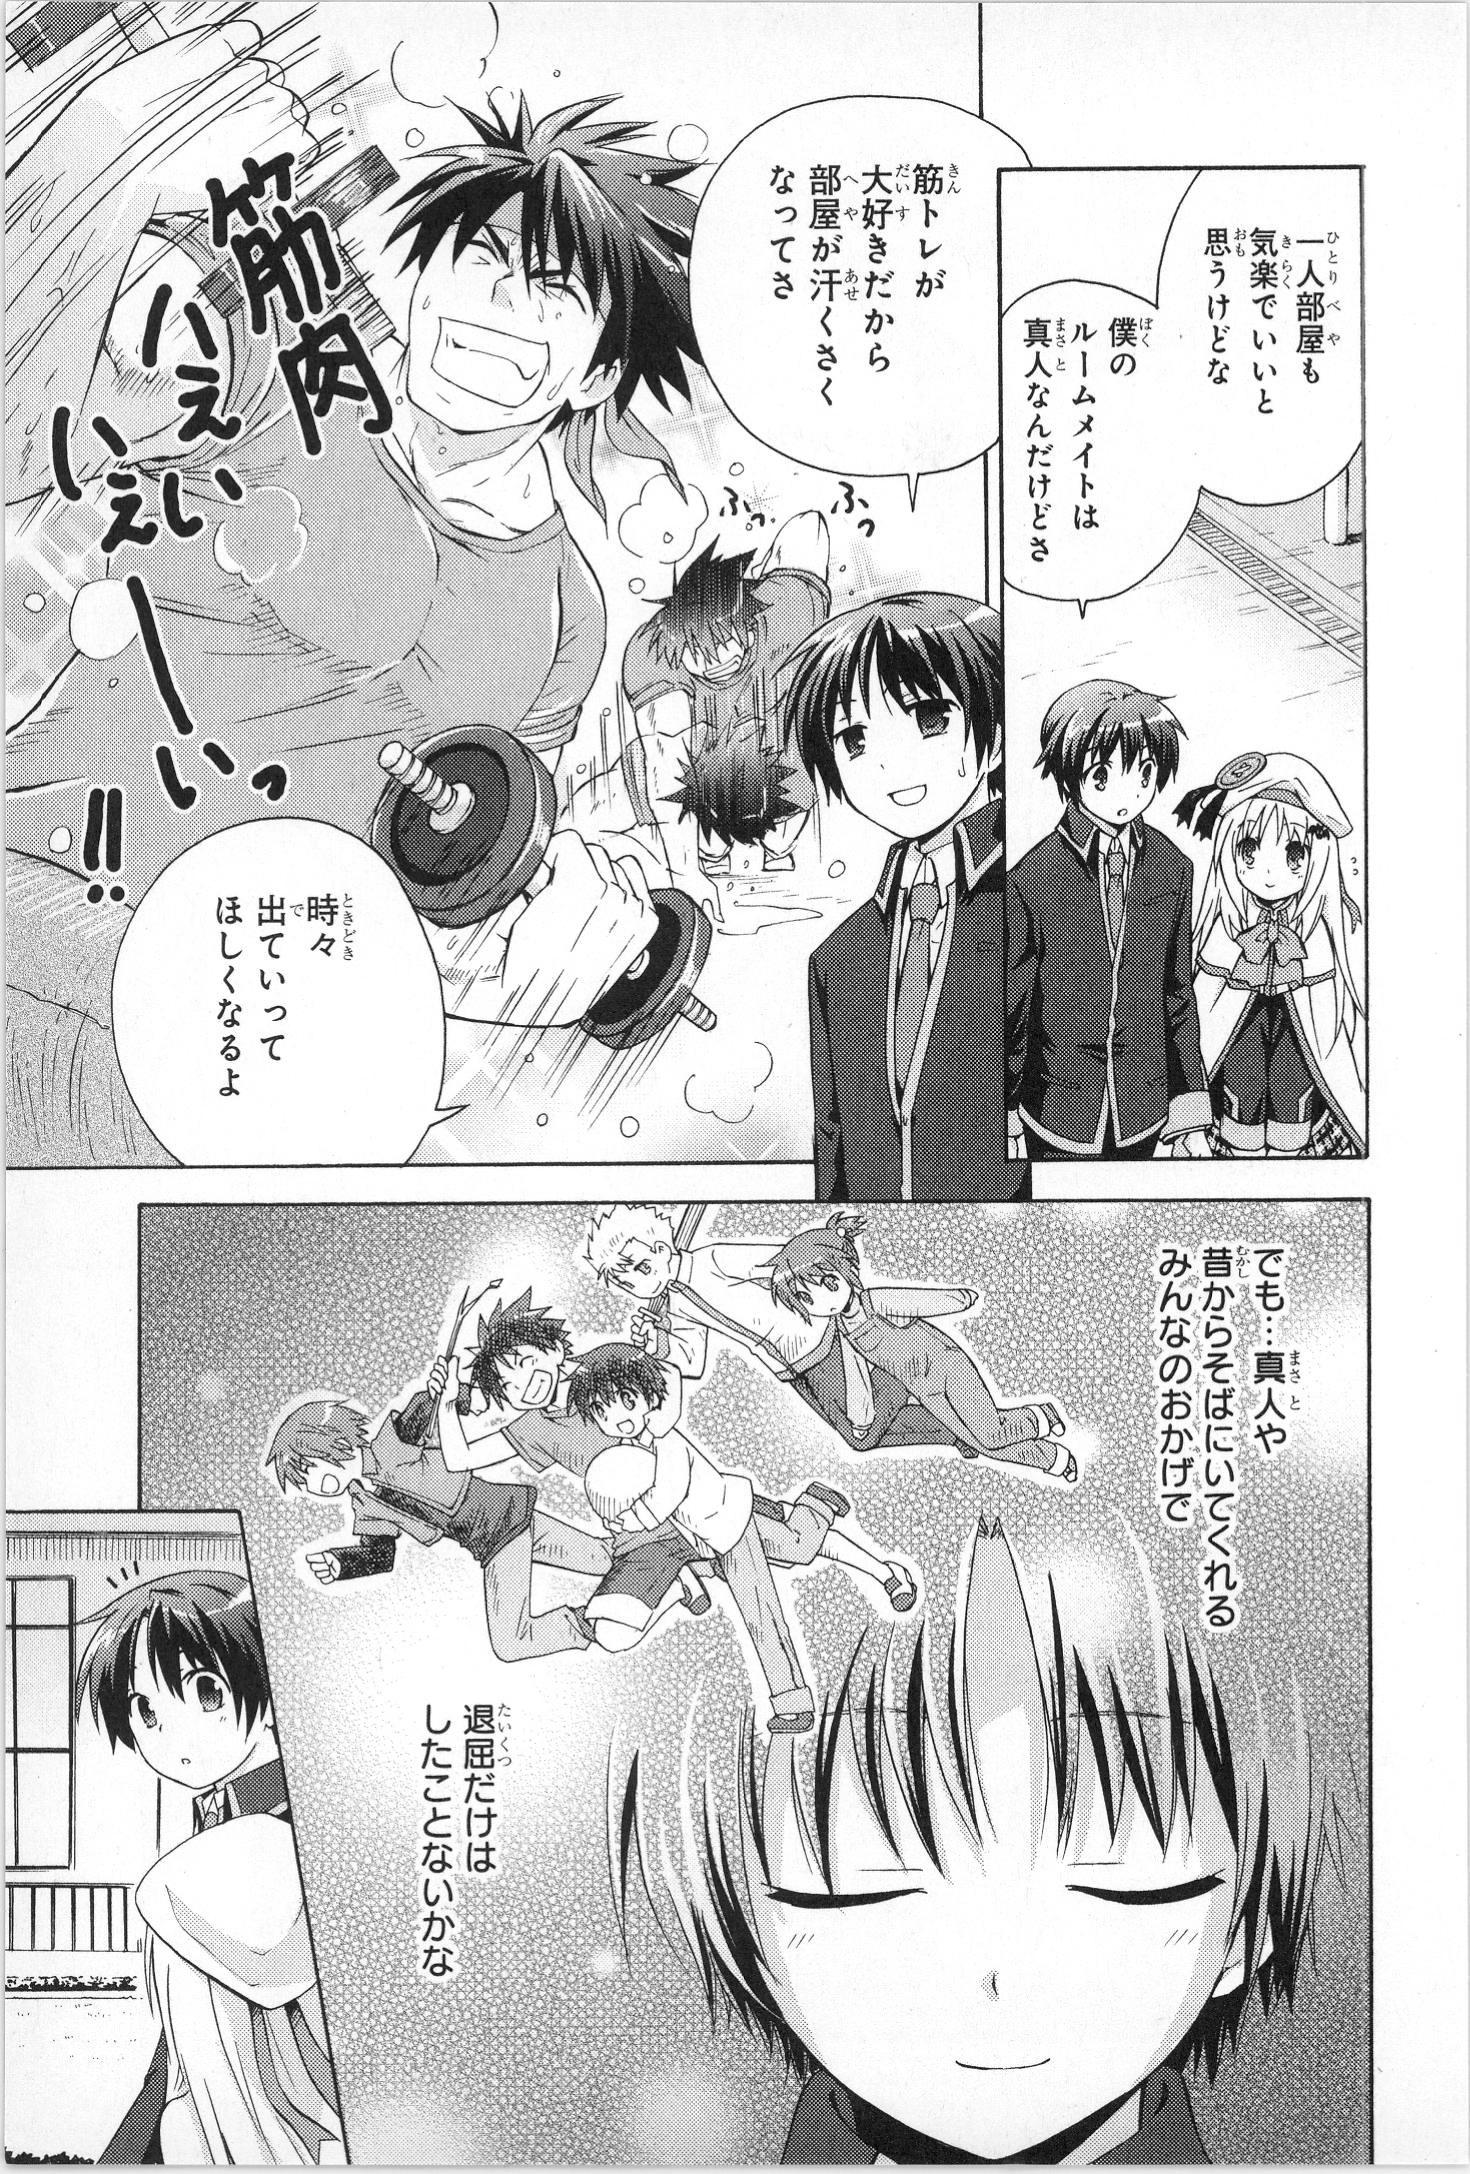 一人部屋も
気楽でいいと
思うけどな
僕の
ルームメイトは
真人なんだけどさ
筋トレが
大好きだから
部屋が汗くさく
なってさ
ふっ
ふっ
筋肉
いえぃい
いえぃーーいっ
!!
時々
出ていって
ほしくなるよ
でも…真人や
昔からそばにいてくれる
みんなのおかげで
退屈だけは
したことないかな